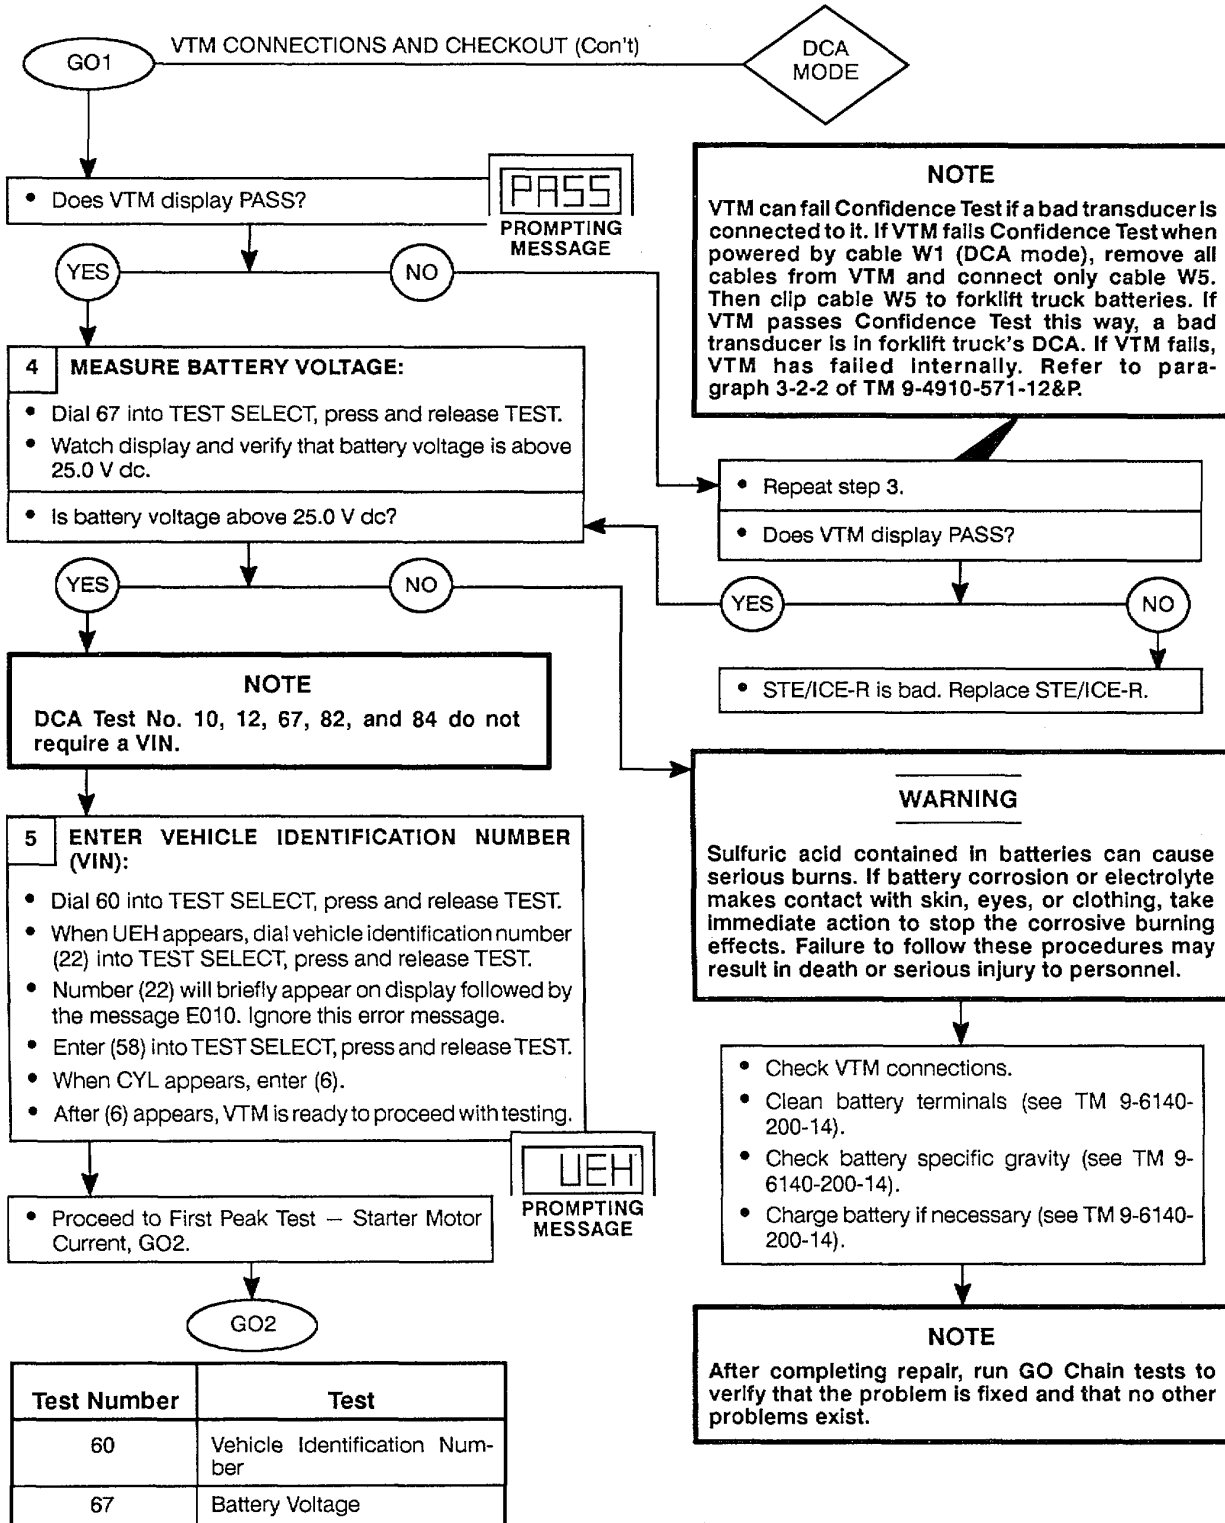 VTM CONNECTIONS AND CHECKOUT (Con't)
GO1
DCA
MODE
• Does VTM display PASS?
PASS
PROMPTING
MESSAGE
YES
NO
NOTE
VTM can fail Confidence Test if a bad transducer is
connected to it. If VTM fails Confidence Test when
powered by cable W1 (DCA mode), remove all
cables from VTM and connect only cable W5.
Then clip cable W5 to forklift truck batteries. If
VTM passes Confidence Test this way, a bad
transducer is in forklift truck's DCA. If VTM fails,
VTM has failed internally. Refer to para-
graph 3-2-2 of TM 9-4910-571-12&P.
4 MEASURE BATTERY VOLTAGE:
• Dial 67 into TEST SELECT, press and release TEST.
• Watch display and verify that battery voltage is above
25.0 V dc.
• Is battery voltage above 25.0 V dc?
• Repeat step 3.
• Does VTM display PASS?
YES
NO
YES
NO
• STE/ICE-R is bad. Replace STE/ICE-R.
NOTE
DCA Test No. 10, 12, 67, 82, and 84 do not
require a VIN.
WARNING
Sulfuric acid contained in batteries can cause
serious burns. If battery corrosion or electrolyte
makes contact with skin, eyes, or clothing, take
immediate action to stop the corrosive burning
effects. Failure to follow these procedures may
result in death or serious injury to personnel.
5 ENTER VEHICLE IDENTIFICATION NUMBER
(VIN):
• Dial 60 into TEST SELECT, press and release TEST.
• When UEH appears, dial vehicle identification number
(22) into TEST SELECT, press and release TEST.
• Number (22) will briefly appear on display followed by
the message E010. Ignore this error message.
• Enter (58) into TEST SELECT, press and release TEST.
• When CYL appears, enter (6).
• After (6) appears, VTM is ready to proceed with testing.
UEH
PROMPTING
MESSAGE
• Check VTM connections.
• Clean battery terminals (see TM 9-6140-
200-14).
• Check battery specific gravity (see TM 9-
6140-200-14).
• Charge battery if necessary (see TM 9-6140-
200-14).
• Proceed to First Peak Test – Starter Motor
Current, GO2.
GO2
NOTE
After completing repair, run GO Chain tests to
verify that the problem is fixed and that no other
problems exist.
Test Number Test
60 Vehicle Identification Num-
ber
67 Battery Voltage